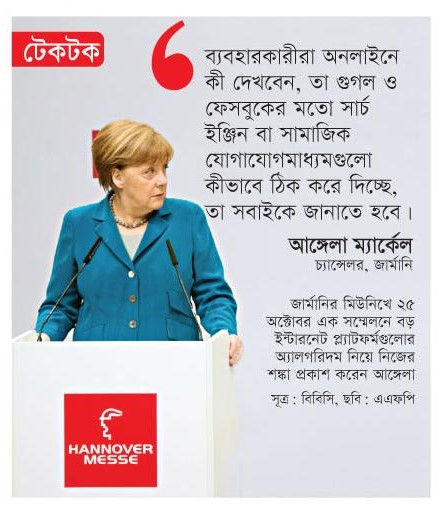 টেকটক
ব্যবহারকারীরা অনলাইনে
কী দেখবেন, তা গুগল ও
ফেসবুকের মতো সার্চ
ইঞ্জিন বা সামাজিক
যোগাযোগমাধ্যমগুলো
কীভাবে ঠিক করে দিচ্ছে,
তা সবাইকে জানাতে হবে।
আঙ্গেলা ম্যার্কেল
চ্যান্সেলর, জার্মানি
জার্মানির মিউনিখে ২৫
অক্টোবর এক সম্মেলনে বড়
ইন্টারনেট প্ল্যাটফর্মগুলোর
অ্যালগরিদম নিয়ে নিজের
শঙ্কা প্রকাশ করেন আঙ্গেলা
সূত্র : বিবিসি, ছবি : এএফপি
HANNOVER
MESSE